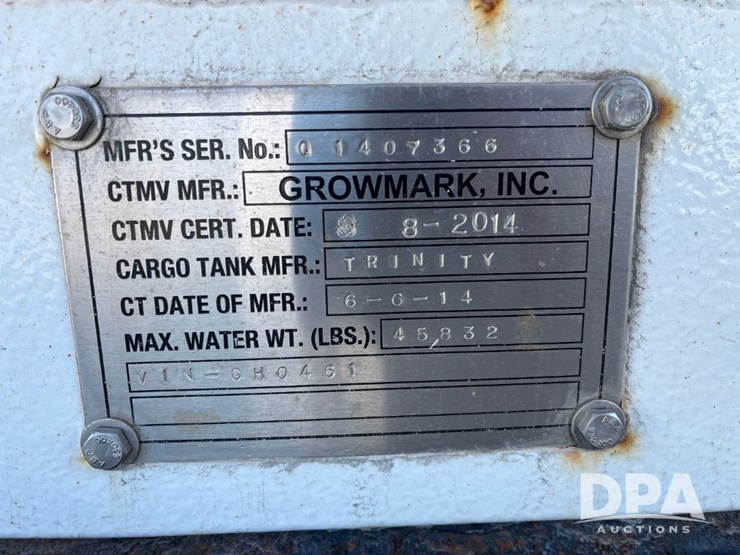 MFR'S SER. No.: Q 1407366
CTMV MFR.: GROWMARK, INC.
CTMV CERT. DATE: 8-2014
CARGO TANK MFR.: TRINITY
CT DATE OF MFR.: 6-6-14
MAX. WATER WT. (LBS.): 45832
VIN-GH0461
DPA
AUCTIONS